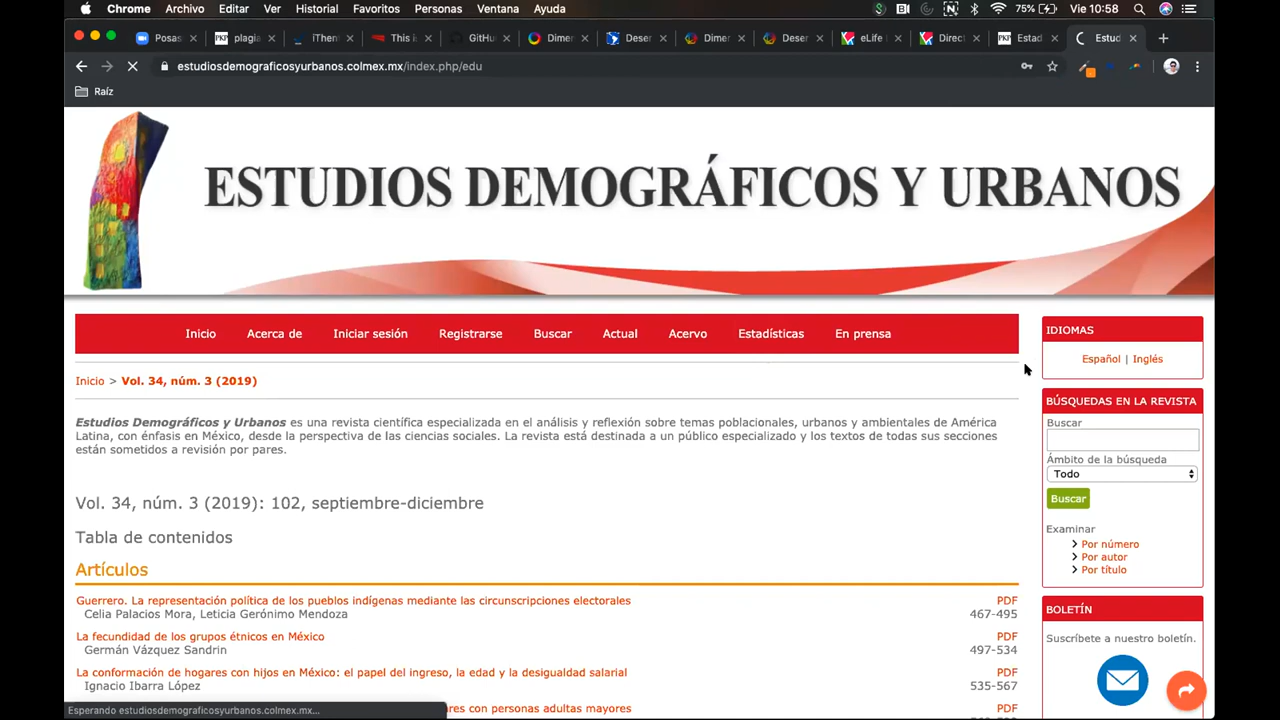 Chrome Archivo Editar Ver Historial Favoritos Personas Ventana Ayuda 75% Vie 10:58
Posas PKP plagia iTherm This i GitHu Dimer Deser Dimer Deser eLife Direct PKP Estad Estud
estudiosdemograficosyurbanos.colmex.mx/index.php/edu
Raíz
ESTUDIOS DEMOGRÁFICOS Y URBANOS
Inicio Acerca de Iniciar sesión Registrarse Buscar Actual Acervo Estadísticas En prensa
Inicio > Vol. 34, núm. 3 (2019)
Estudios Demográficos y Urbanos es una revista científica especializada en el análisis y reflexión sobre temas poblacionales, urbanos y ambientales de América
Latina, con énfasis en México, desde la perspectiva de las ciencias sociales. La revista está destinada a un público especializado y los textos de todas sus secciones
están sometidos a revisión por pares.
Vol. 34, núm. 3 (2019): 102, septiembre-diciembre
Tabla de contenidos
Artículos
Guerrero. La representación política de los pueblos indígenas mediante las circunscripciones electorales PDF
Celia Palacios Mora, Leticia Gerónimo Mendoza 467-495
La fecundidad de los grupos étnicos en México PDF
Germán Vázquez Sandrin 497-534
La conformación de hogares con hijos en México: el papel del ingreso, la edad y la desigualdad salarial PDF
Ignacio Ibarra López 535-567
ares con personas adultas mayores PDF
Esperando estudiosdemograficosyurbanos.colmex.mx...
IDIOMAS
Español | Inglés
BÚSQUEDAS EN LA REVISTA
Buscar
Ámbito de la búsqueda
Todo
Buscar
Examinar
Por número
Por autor
Por título
BOLETÍN
Suscríbete a nuestro boletín.